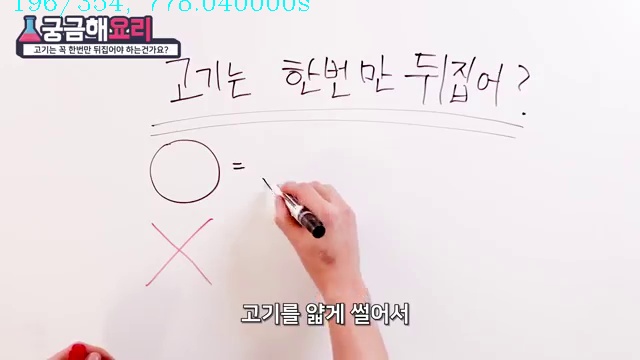 196/354, 778.040000s
궁금해요리
고기는 꼭 한번만 뒤집어야 하는건가요?
고기는 한번만 뒤집어?
=
고기를 얇게 썰어서